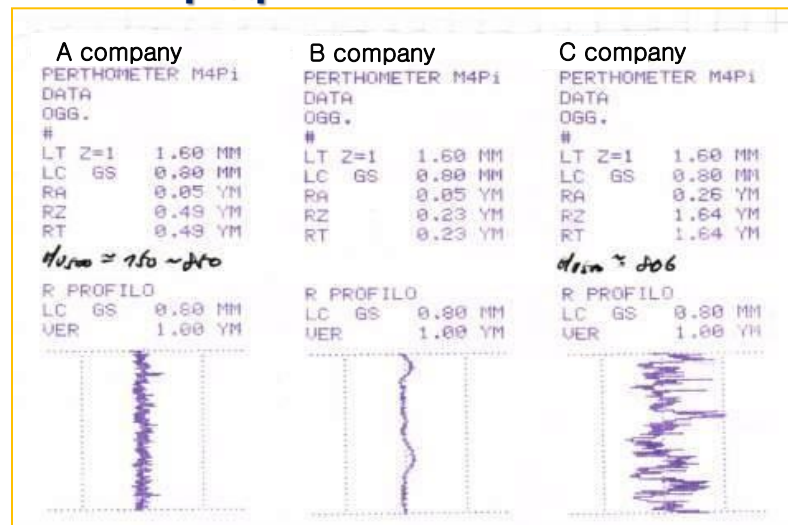 A company
PERTHOMETER M4Pi
DATA
OGG.
#
LT Z=1 1.60 MM
LC GS 0.80 MM
RA 0.05 YM
RZ 0.49 YM
RT 0.49 YM
R PROFILO
LC GS 0.80 MM
VER 1.00 YM
B company
PERTHOMETER M4Pi
DATA
OGG.
#
LT Z=1 1.60 MM
LC GS 0.80 MM
RA 0.05 YM
RZ 0.23 YM
RT 0.23 YM
R PROFILO
LC GS 0.80 MM
VER 1.00 YM
C company
PERTHOMETER M4Pi
DATA
OGG.
#
LT Z=1 1.60 MM
LC GS 0.80 MM
RA 0.26 YM
RZ 1.64 YM
RT 1.64 YM
R PROFILO
LC GS 0.80 MM
VER 1.00 YM